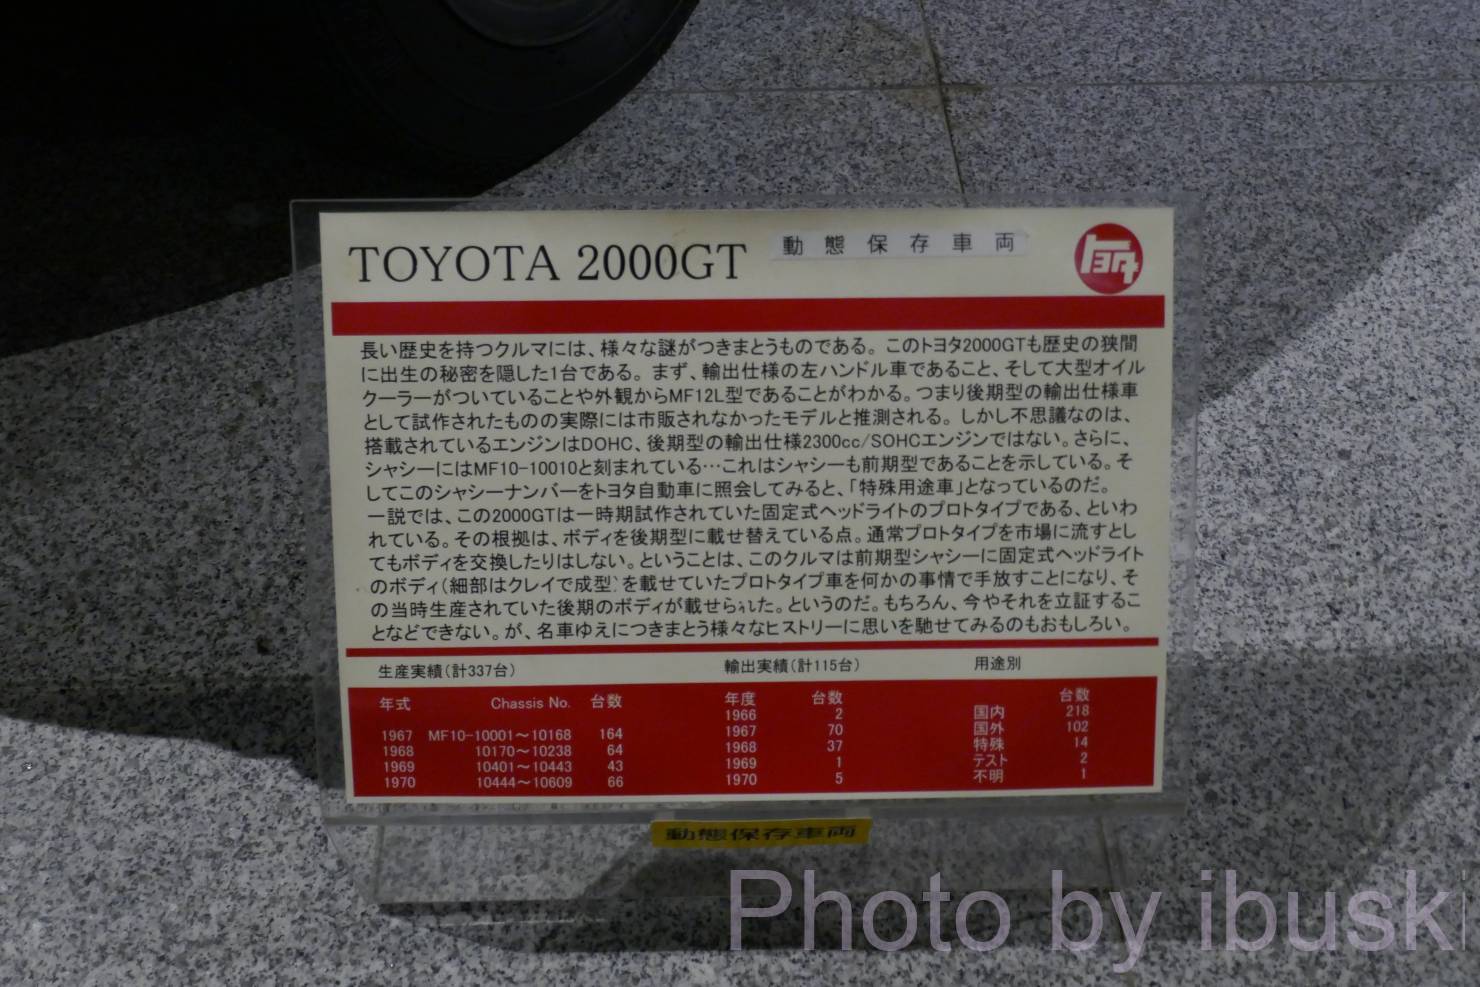 TOYOTA 2000GT 動態保存車両 トヨタ
長い歴史を持つクルマには、様々な謎がつきまとうものである。このトヨタ2000GTも歴史の狭間
に出生の秘密を隠した1台である。まず、輸出仕様の左ハンドル車であること、そして大型オイル
クーラーがついていることや外観からMF12L型であることがわかる。つまり後期型の輸出仕様車
として試作されたものの実際には市販されなかったモデルと推測される。しかし不思議なのは、
搭載されているエンジンはDOHC、後期型の輸出仕様2300cc/SOHCエンジンではない。さらに、
シャシーにはMF10-10010と刻まれている…これはシャシーも前期型であることを示している。そ
してこのシャシーナンバーをトヨタ自動車に照会してみると、「特殊用途車」となっているのだ。
一説では、この2000GTは一時期試作されていた固定式ヘッドライトのプロトタイプである、といわ
れている。その根拠は、ボディを後期型に載せ替えている点。通常プロトタイプを市場に流すとし
てもボディを交換したりはしない。ということは、このクルマは前期型シャシーに固定式ヘッドライト
のボディ(細部はクレイで成型)を載せていたプロトタイプ車を何かの事情で手放すことになり、そ
の当時生産されていた後期のボディが載せられた。というのだ。もちろん、今やそれを立証するこ
となどできない。が、名車ゆえにつきまとう様々なヒストリーに思いを馳せてみるのもおもしろい。
生産実績(計337台) 輸出実績(計115台) 用途別
年式 Chassis No. 台数 年度 台数 台数
1966 2 国内 218
1967 MF10-10001～10168 164 1967 70 国外 102
1968 10170～10238 64 1968 37 特殊 14
1969 10401～10443 43 1969 1 テスト 2
1970 10444～10609 66 1970 5 不明 1
動態保存車両
Photo by ibuski